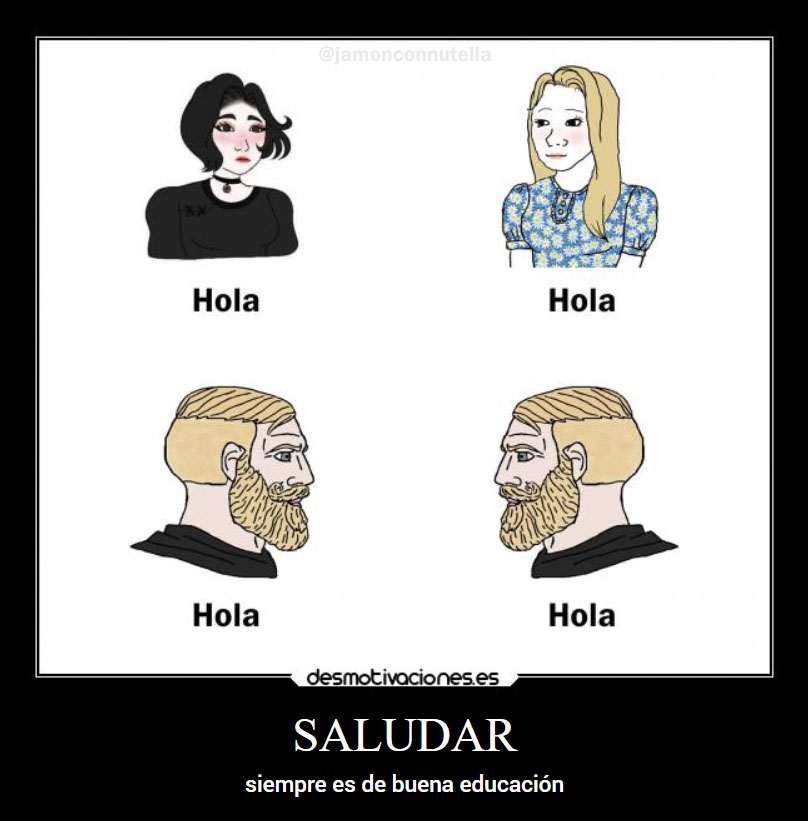 @jamonconnutella
Hola Hola
Hola Hola
desmotivaciones.es
SALUDAR
siempre es de buena educación